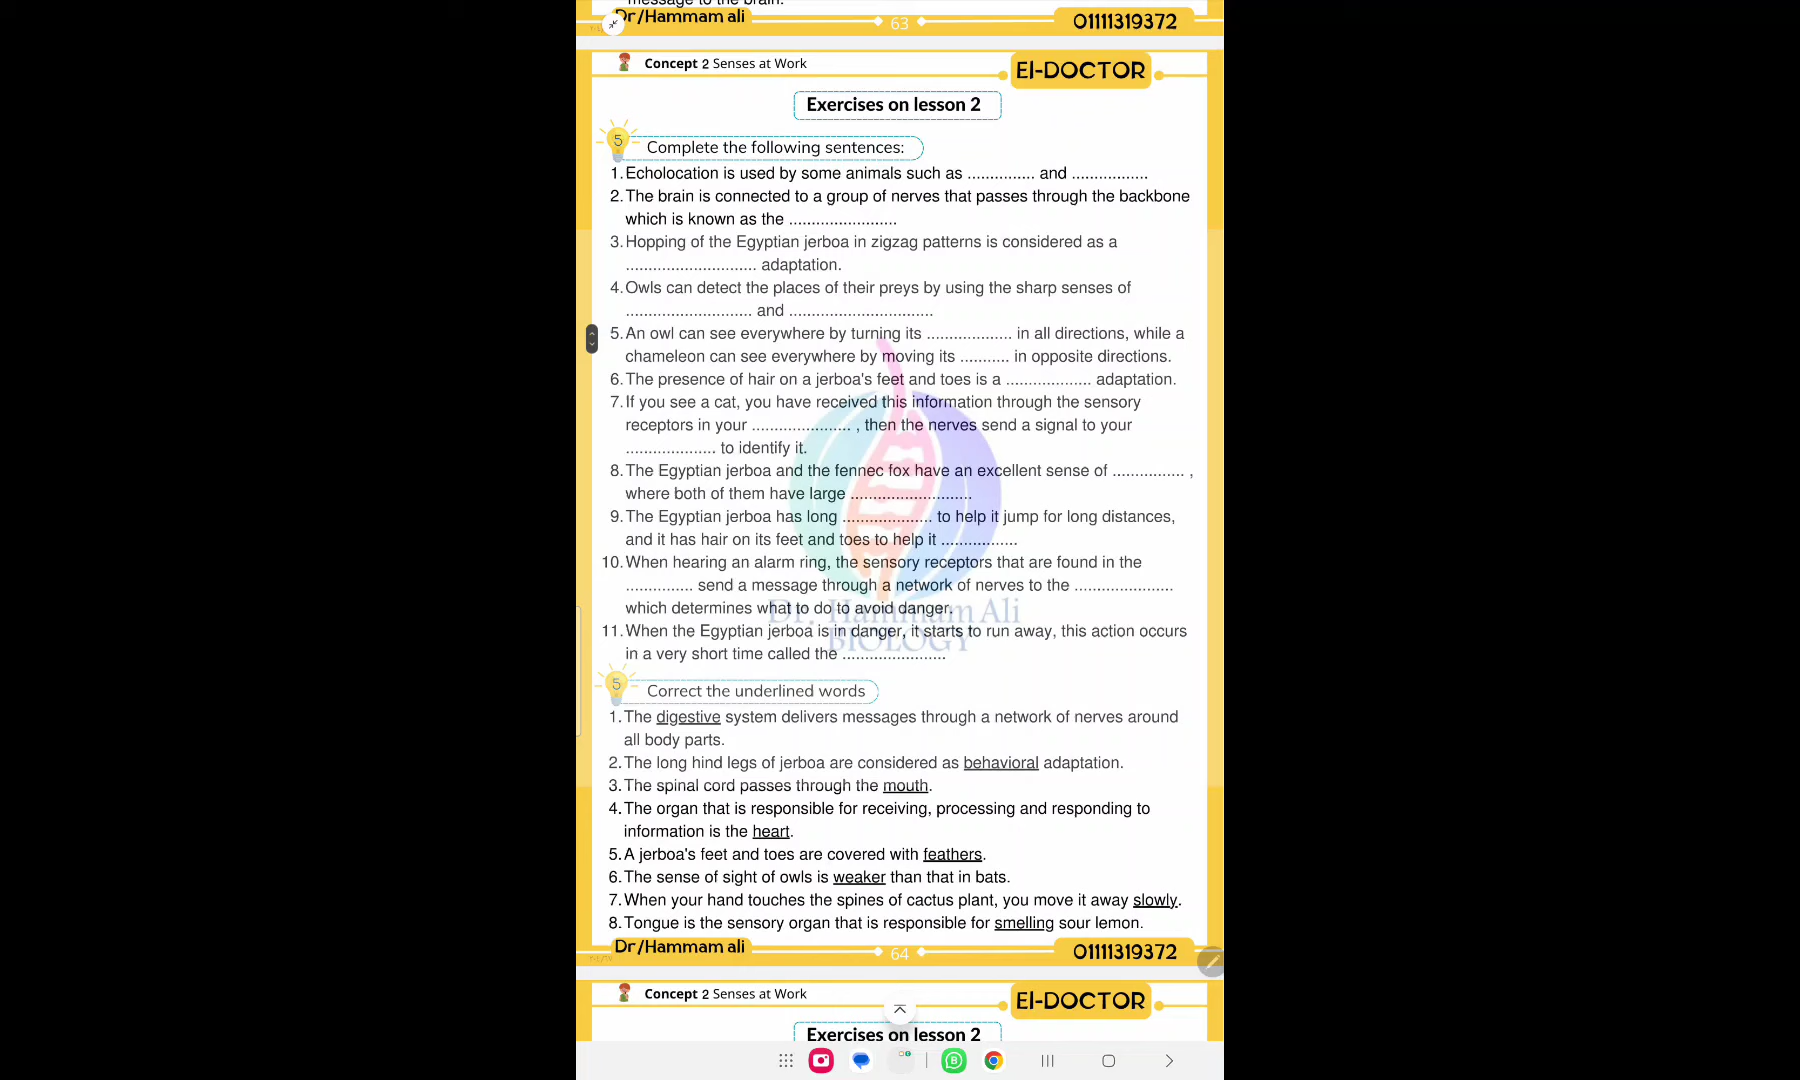 message to the brain.
Dr/Hammam ali
63
01111319372
Concept 2 Senses at Work
El-DOCTOR
Exercises on lesson 2
5
Complete the following sentences:
1. Echolocation is used by some animals such as ............... and .................
2. The brain is connected to a group of nerves that passes through the backbone
which is known as the ........................
3. Hopping of the Egyptian jerboa in zigzag patterns is considered as a
............................. adaptation.
4. Owls can detect the places of their preys by using the sharp senses of
............................ and ................................
5. An owl can see everywhere by turning its ................... in all directions, while a
chameleon can see everywhere by moving its ........... in opposite directions.
6. The presence of hair on a jerboa's feet and toes is a ................... adaptation.
7. If you see a cat, you have received this information through the sensory
receptors in your ...................... , then the nerves send a signal to your
.................... to identify it.
8. The Egyptian jerboa and the fennec fox have an excellent sense of ................ ,
where both of them have large ...........................
9. The Egyptian jerboa has long .................... to help it jump for long distances,
and it has hair on its feet and toes to help it .................
10. When hearing an alarm ring, the sensory receptors that are found in the
............... send a message through a network of nerves to the ......................
which determines what to do to avoid danger.
Dr. Hammam Ali
11. When the Egyptian jerboa is in danger, it starts to run away, this action occurs
BIOLOGY
in a very short time called the .......................
5
Correct the underlined words
1. The digestive system delivers messages through a network of nerves around
all body parts.
2. The long hind legs of jerboa are considered as behavioral adaptation.
3. The spinal cord passes through the mouth.
4. The organ that is responsible for receiving, processing and responding to
information is the heart.
5. A jerboa's feet and toes are covered with feathers.
6. The sense of sight of owls is weaker than that in bats.
7. When your hand touches the spines of cactus plant, you move it away slowly.
8. Tongue is the sensory organ that is responsible for smelling sour lemon.
Dr/Hammam ali
64
01111319372
Concept 2 Senses at Work
El-DOCTOR
Exercises on lesson 2